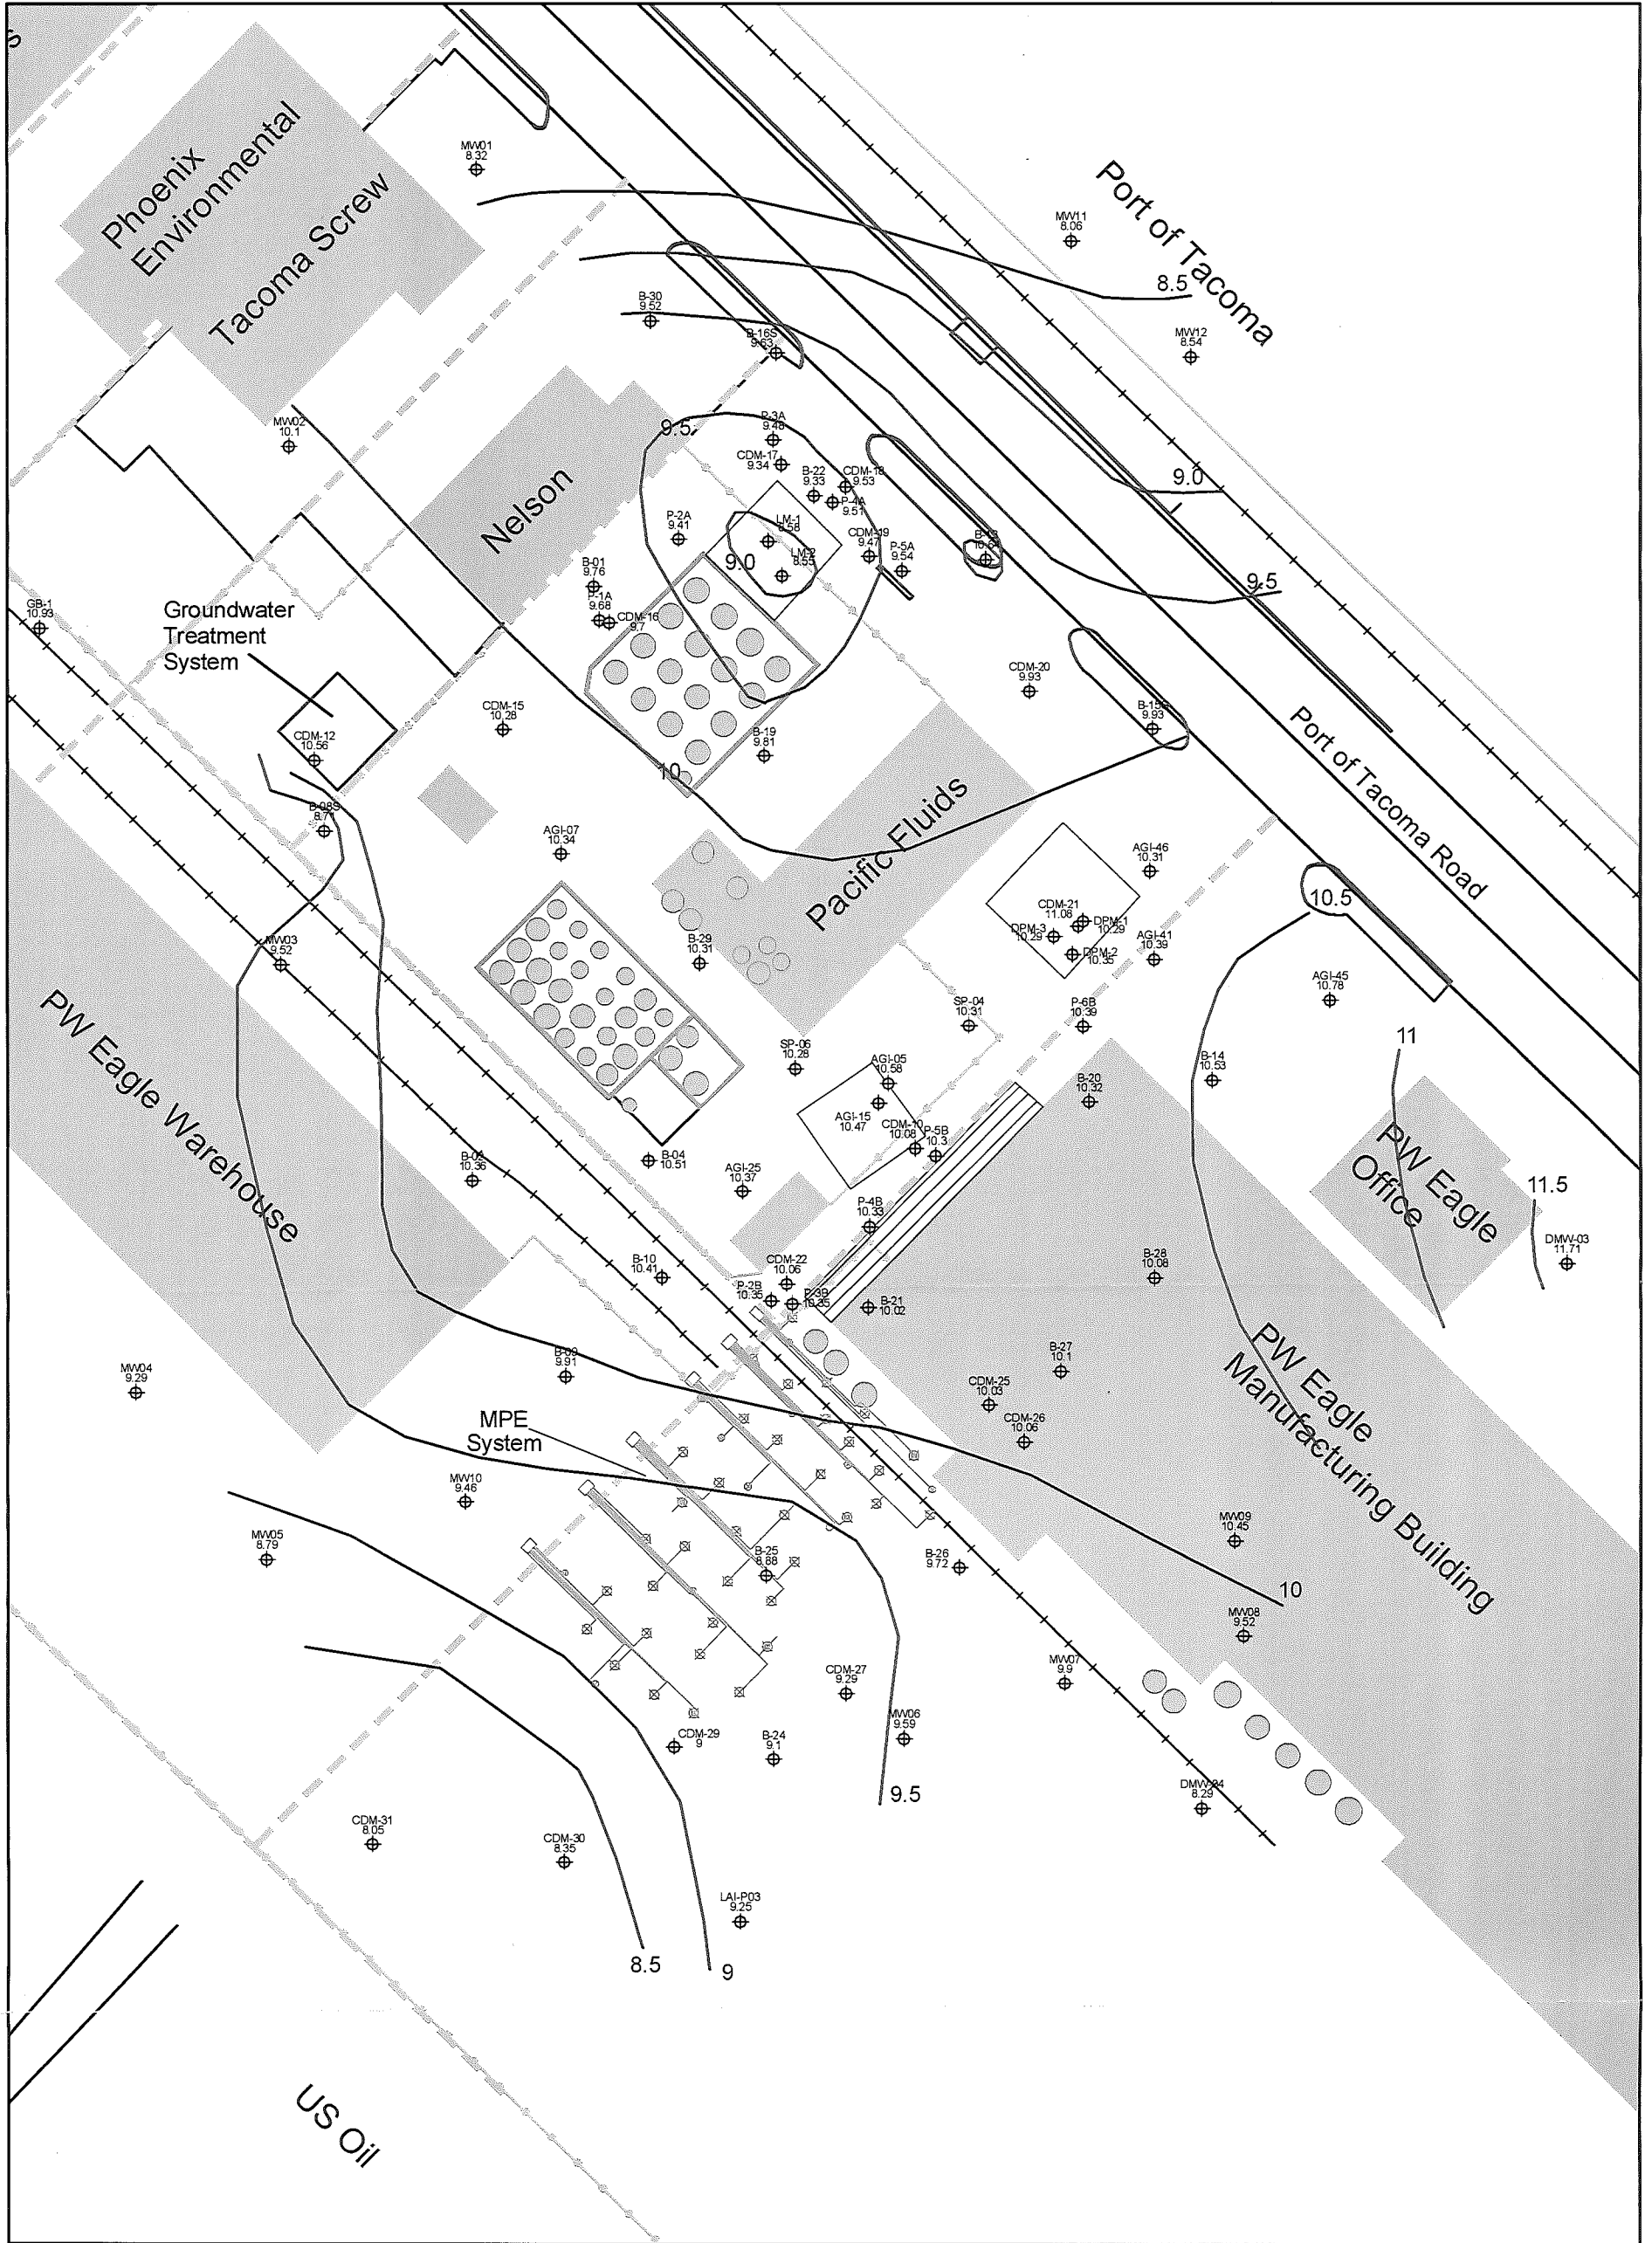 s
Phoenix
Environmental
Tacoma Screw
MW01
8.32
Port of Tacoma
MW11
8.06
8.5
MW12
8.54
B-30
9.52
B-16S
9.63
MW02
10.1
9.5
P-3A
9.48
CDM-17
9.34
B-22
9.33
CDM-18
9.53
P-4A
9.51
9.0
Nelson
P-2A
9.41
LM-1
8.58
LM-2
8.55
9.0
CDM-19
9.47
P-5A
9.54
9.5
B-01
9.76
P-1A
9.68
CDM-16
9.7
GB-1
10.93
Groundwater
Treatment
System
CDM-20
9.93
CDM-15
10.28
B-19
9.81
9.93
CDM-12
10.56
10
Port of Tacoma Road
B-08S
8.71
AGI-07
10.34
Pacific Fluids
AGI-46
10.31
10.5
CDM-21
11.08
DPM-1
10.29
DPM-3
10.29
DPM-2
10.35
AGI-41
10.39
MW03
9.52
B-29
10.31
AGI-45
10.78
SP-04
10.31
P-6B
10.39
11
PW Eagle Warehouse
SP-06
10.28
AGI-05
10.58
B-14
10.53
B-20
10.32
AGI-15
10.47
CDM-10
10.08
P-5B
10.3
PW Eagle
Office
10.36
B-04
10.51
AGI-25
10.37
11.5
P-4B
10.33
DMW-03
11.71
B-10
10.41
CDM-22
10.06
B-28
10.08
P-2B
10.35
P-3B
10.35
B-21
10.02
MW04
9.29
B-09
9.91
B-27
10.1
CDM-25
10.03
PW Eagle
Manufacturing Building
MPE
System
CDM-26
10.06
MW10
9.46
MW05
8.79
MW09
10.45
B-25
8.88
B-26
9.72
10
MW08
9.52
CDM-27
9.29
MW07
9.9
CDM-29
9
B-24
9.1
MW06
9.59
9.5
DMW-04
8.29
CDM-31
8.05
CDM-30
8.35
LAI-P03
9.25
8.5
9
US Oil